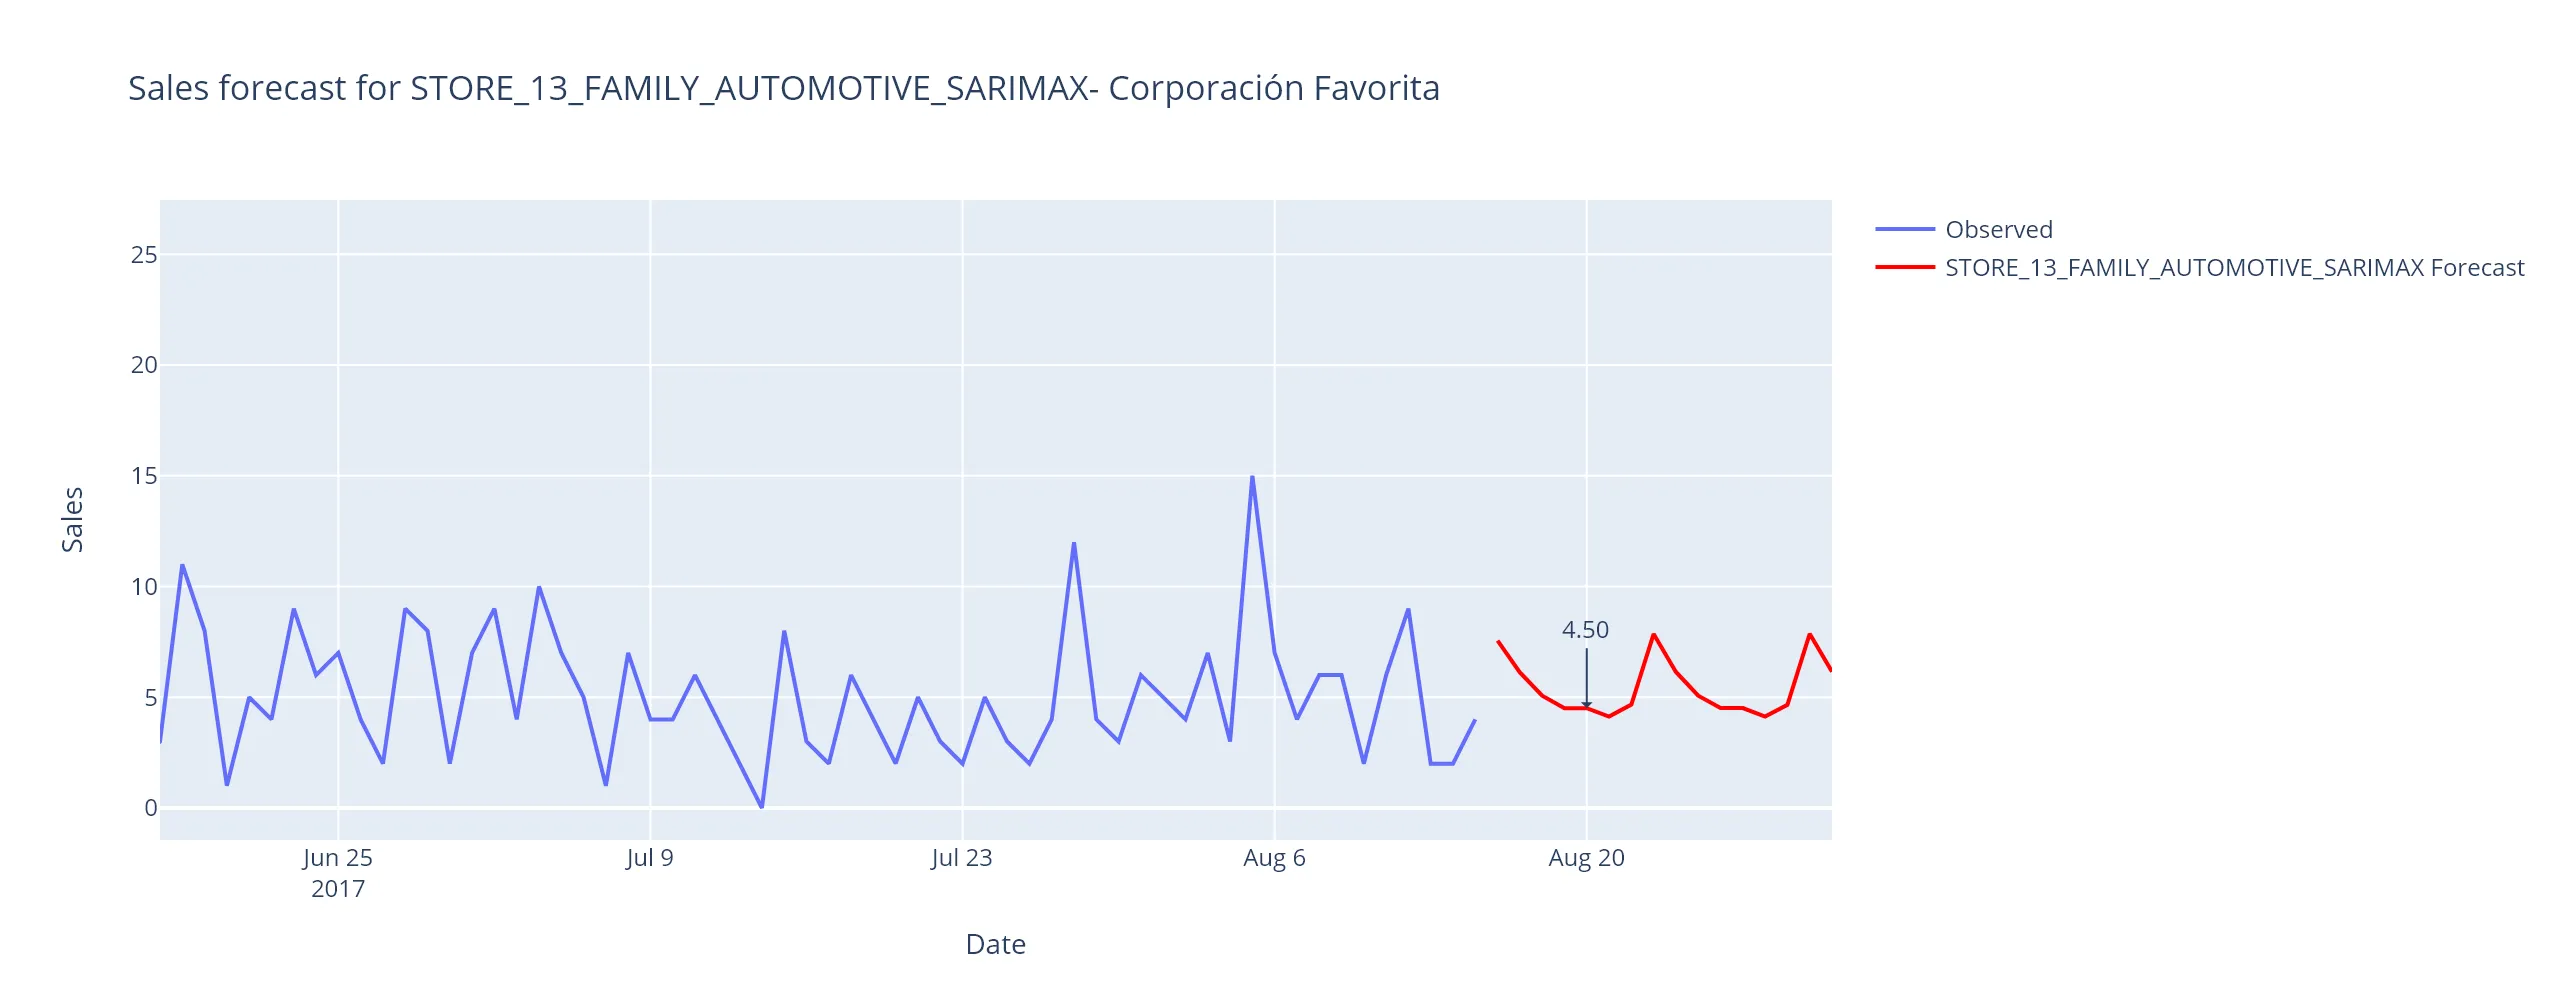 Sales forecast for STORE_13_FAMILY_AUTOMOTIVE_SARIMAX- Corporación Favorita
Observed
STORE_13_FAMILY_AUTOMOTIVE_SARIMAX Forecast
25
20
15
10
5
0
Sales
4.50
Jun 25
2017
Jul 9
Jul 23
Aug 6
Aug 20
Date